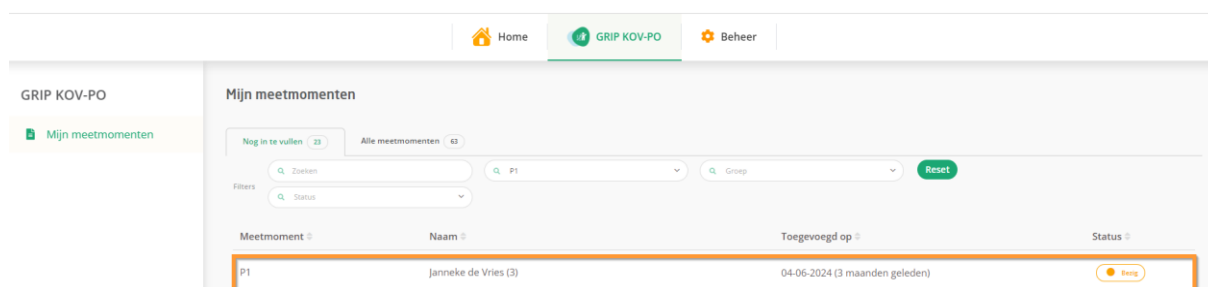 Home GRIP KOV-PO Beheer
GRIP KOV-PO
Mijn meetmomenten
Mijn meetmomenten
Nog in te vullen 23 Alle meetmomenten 63
Filters
Zoeken P1 Groep Reset
Status
Meetmoment Naam Toegevoegd op Status
P1 Janneke de Vries (3) 04-06-2024 (3 maanden geleden) Bezig